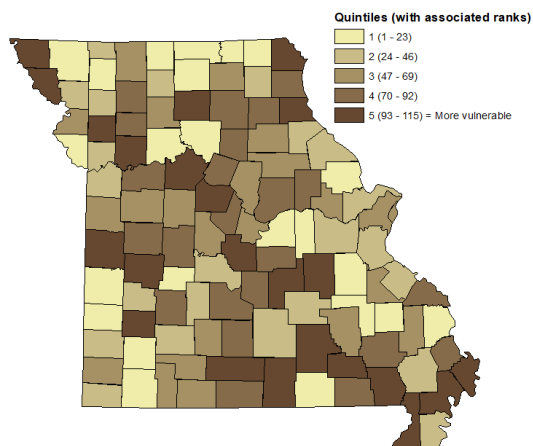 Quintiles (with associated ranks)
1 (1 - 23)
2 (24 - 46)
3 (47 - 69)
4 (70 - 92)
5 (93 - 115) = More vulnerable